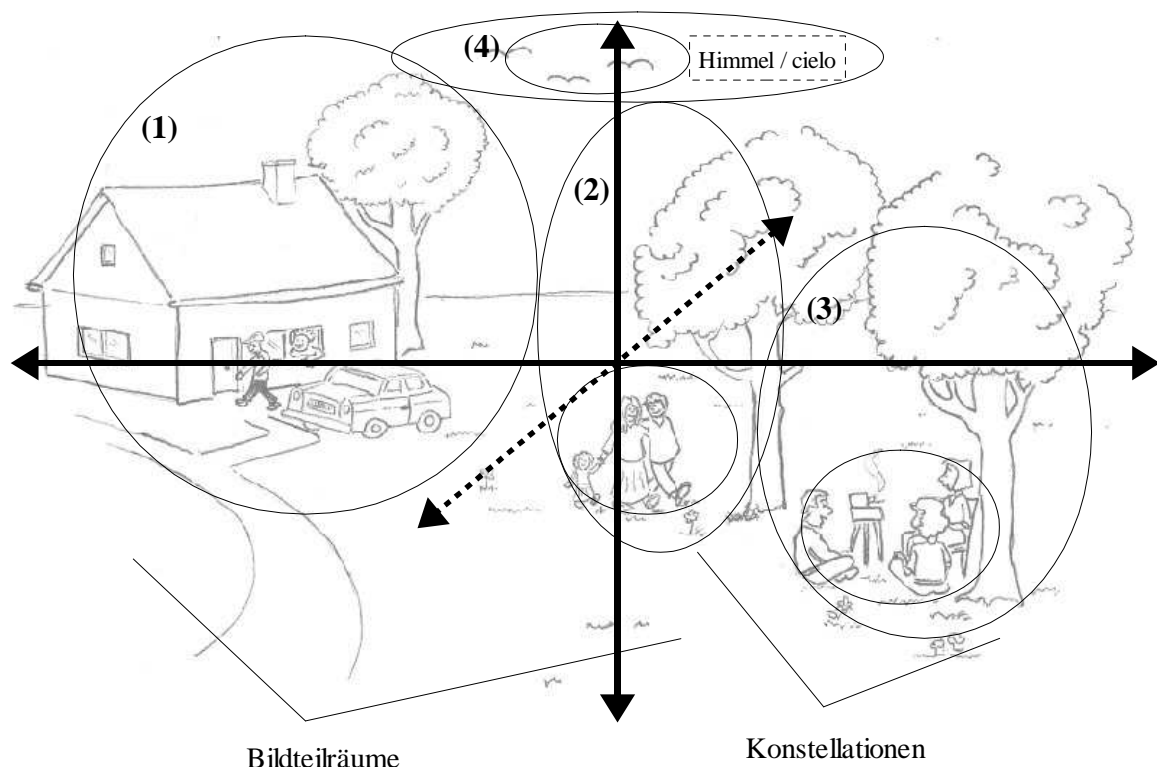 (4)
Himmel / cielo
(1)
(2)
(3)
Bildteilräume
Konstellationen